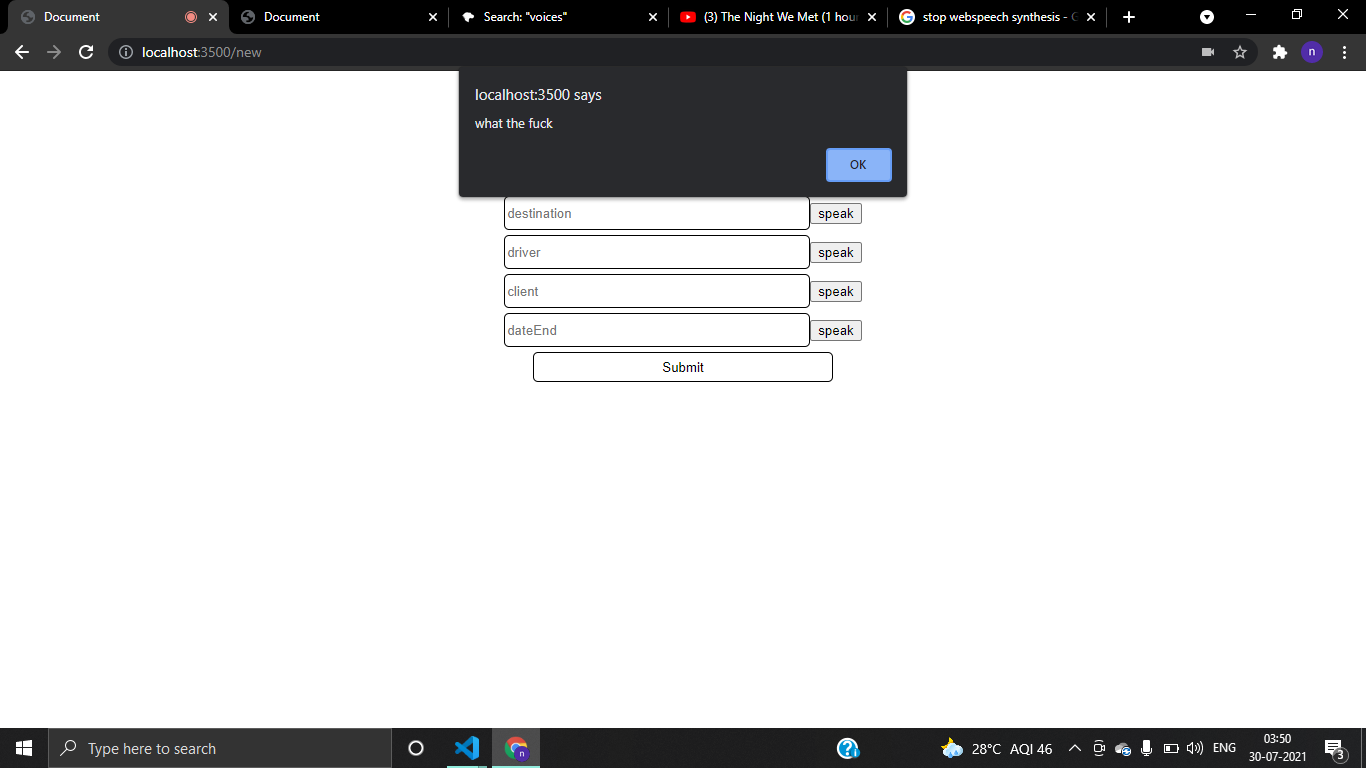 Document
Document
Search: "voices"
(3) The Night We Met (1 hour
stop webspeech synthesis - G
localhost:3500/new
n
localhost:3500 says
what the fuck
OK
destination
speak
driver
speak
client
speak
dateEnd
speak
Submit
Type here to search
n
28°C AQI 46
ENG
03:50
30-07-2021
3